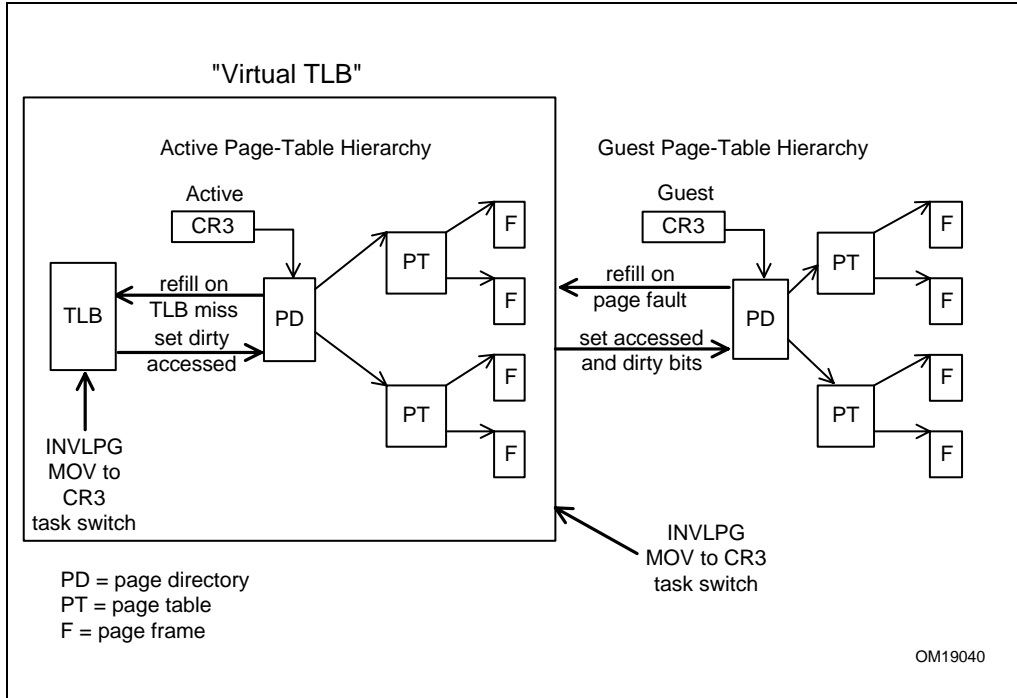 "Virtual TLB"
Active Page-Table Hierarchy
Guest Page-Table Hierarchy
Active
CR3
F
PT
F
refill on
TLB miss
TLB
PD
set dirty
accessed
F
PT
F
INVLPG
MOV to
CR3
task switch
Guest
CR3
F
PT
F
refill on
page fault
PD
set accessed
and dirty bits
F
PT
F
INVLPG
MOV to CR3
task switch
PD = page directory
PT = page table
F = page frame
OM19040